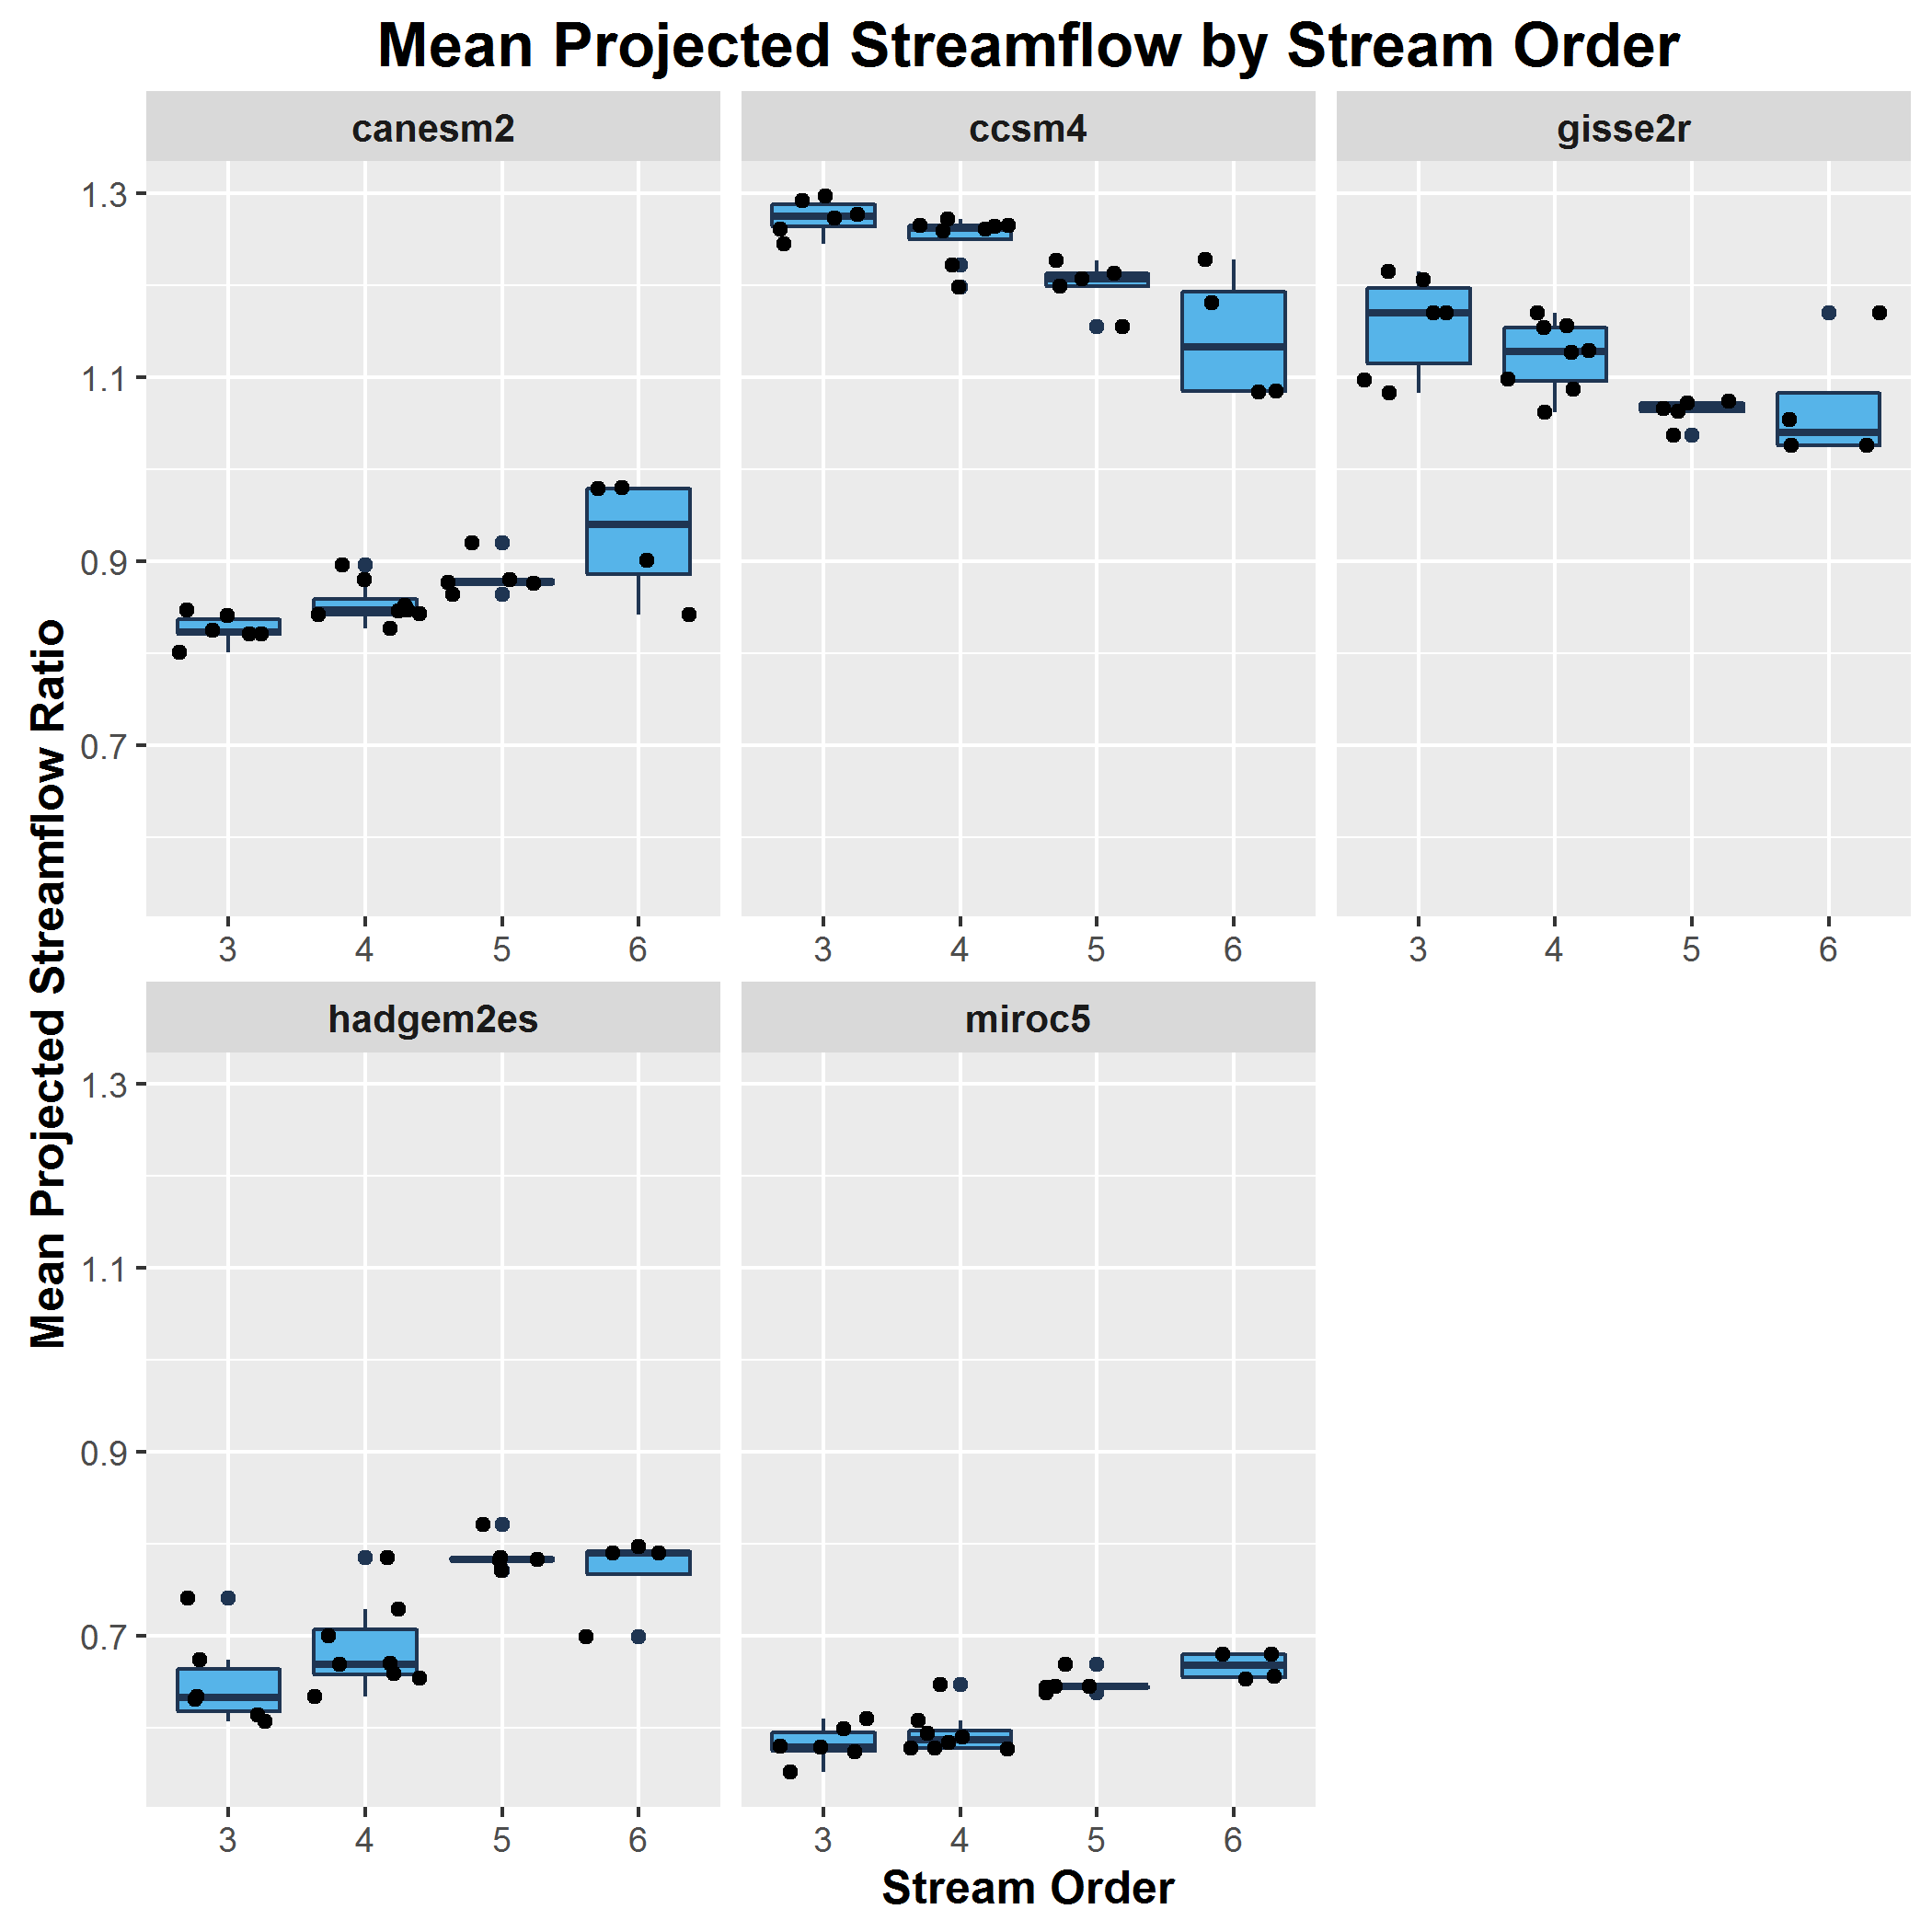 Mean Projected Streamflow by Stream Order
canesm2
ccsm4
gisse2r
Mean Projected Streamflow Ratio
1.3
1.1
0.9
0.7
3 4 5 6
3 4 5 6
3 4 5 6
hadgem2es
miroc5
1.3
1.1
0.9
0.7
3 4 5 6
3 4 5 6
Stream Order